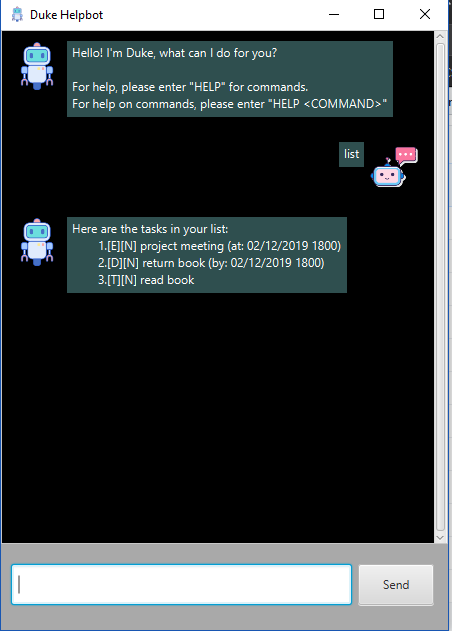 Duke Helpbot
Hello! I'm Duke, what can I do for you?
For help, please enter "HELP" for commands.
For help on commands, please enter "HELP <COMMAND>"
list
Here are the tasks in your list:
1.[E][N] project meeting (at: 02/12/2019 1800)
2.[D][N] return book (by: 02/12/2019 1800)
3.[T][N] read book
Send